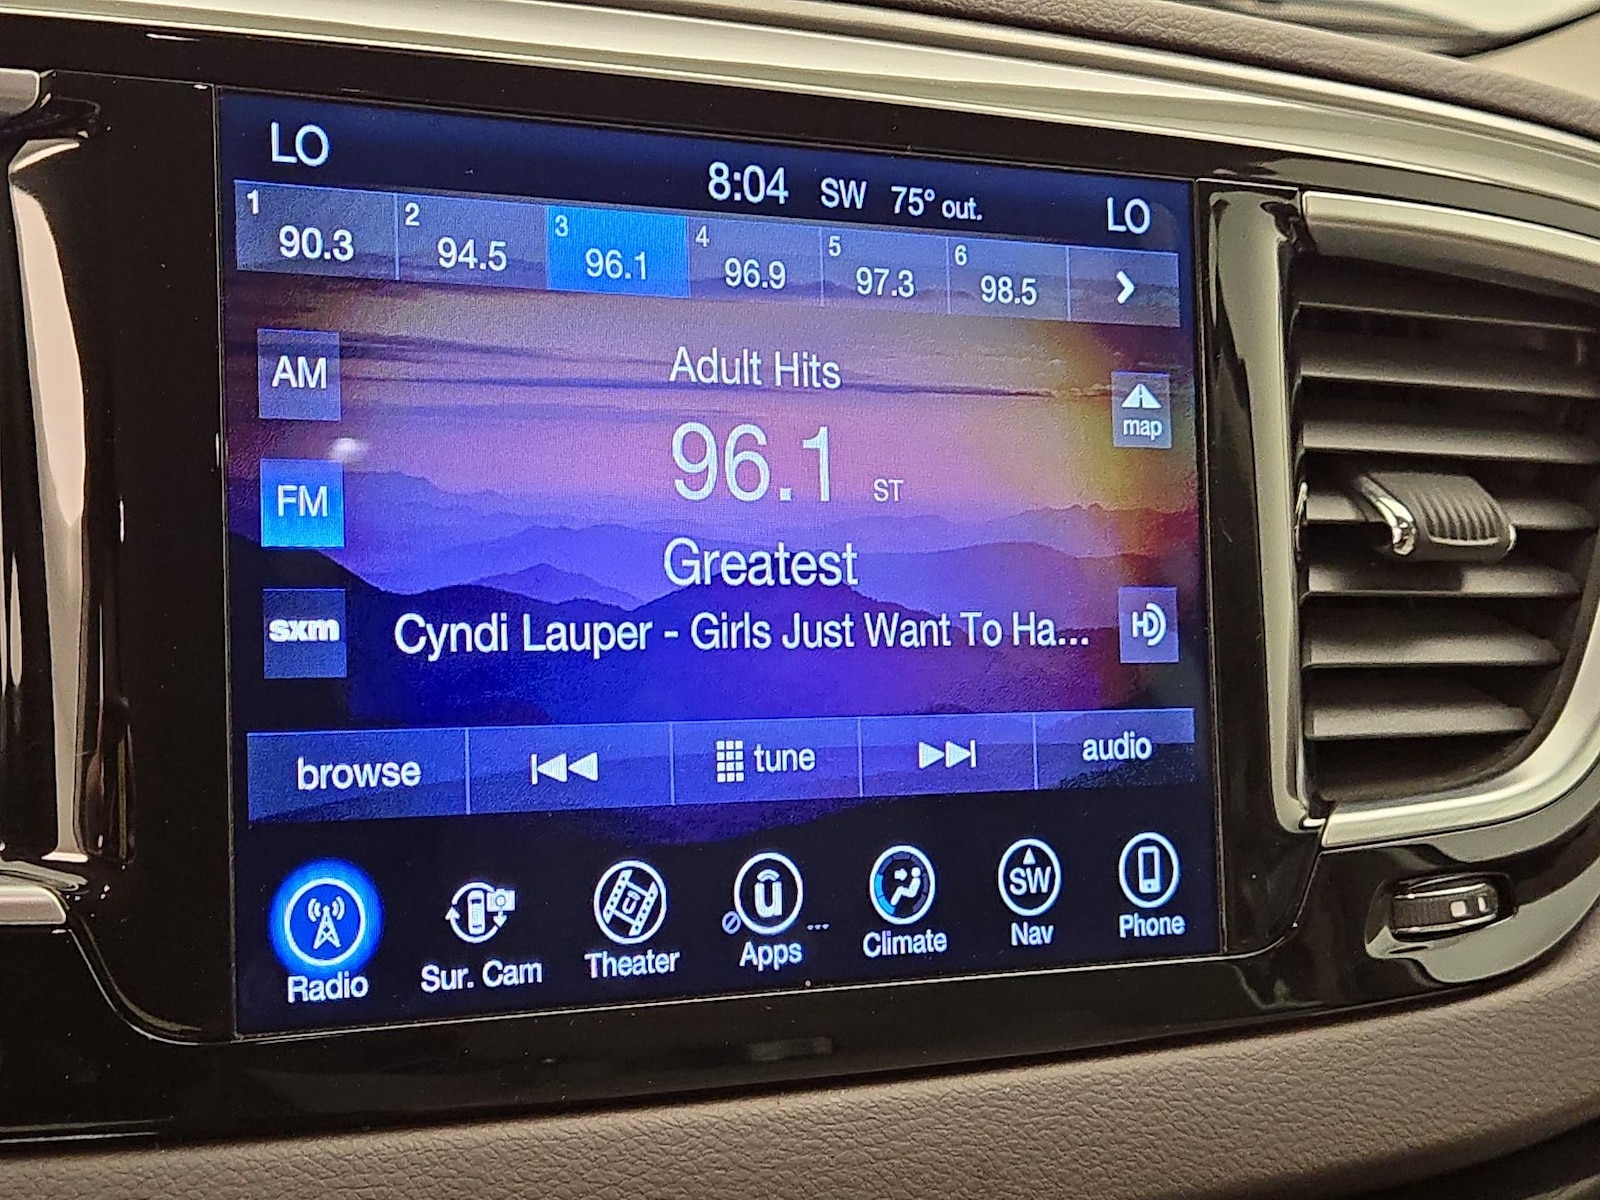 LO 8:04 SW 75° out. LO
1 90.3 2 94.5 3 96.1 4 96.9 5 97.3 6 98.5
AM
Adult Hits
map
96.1 ST
FM
Greatest
sxm
Cyndi Lauper - Girls Just Want To Ha...
HD
browse tune audio
SW
Radio Sur. Cam Theater Apps ... Climate Nav Phone